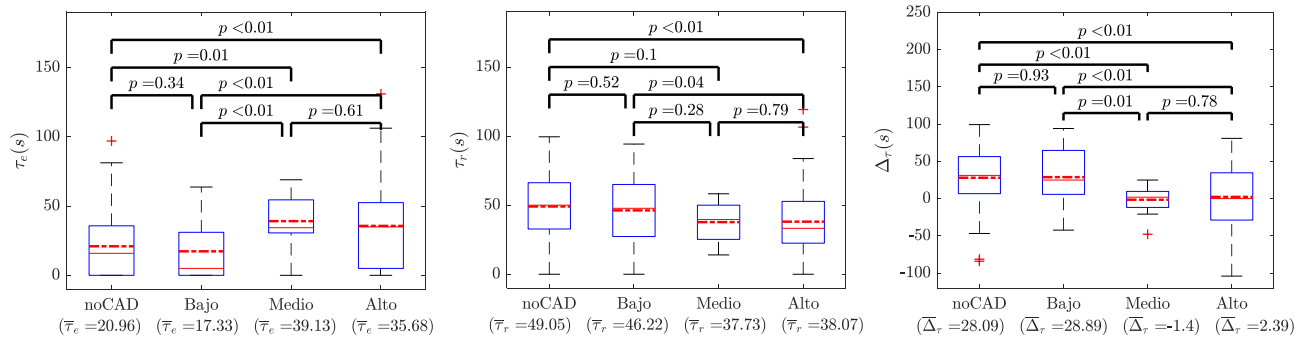 p <0.01
p =0.01
p =0.34
p <0.01
p <0.01
p =0.61
150
100
50
0
τe(s)
noCAD
Bajo
Medio
Alto
(τ̅e =20.96)
(τ̅e =17.33)
(τ̅e =39.13)
(τ̅e =35.68)
p <0.01
p =0.1
p =0.52
p =0.04
p =0.28
p =0.79
150
100
50
0
τr(s)
noCAD
Bajo
Medio
Alto
(τ̅r =49.05)
(τ̅r =46.22)
(τ̅r =37.73)
(τ̅r =38.07)
p <0.01
p <0.01
p =0.93
p <0.01
p =0.01
p =0.78
250
200
150
100
50
0
-50
-100
Δτ(s)
noCAD
Bajo
Medio
Alto
(Δ̅τ =28.09)
(Δ̅τ =28.89)
(Δ̅τ =-1.4)
(Δ̅τ =2.39)